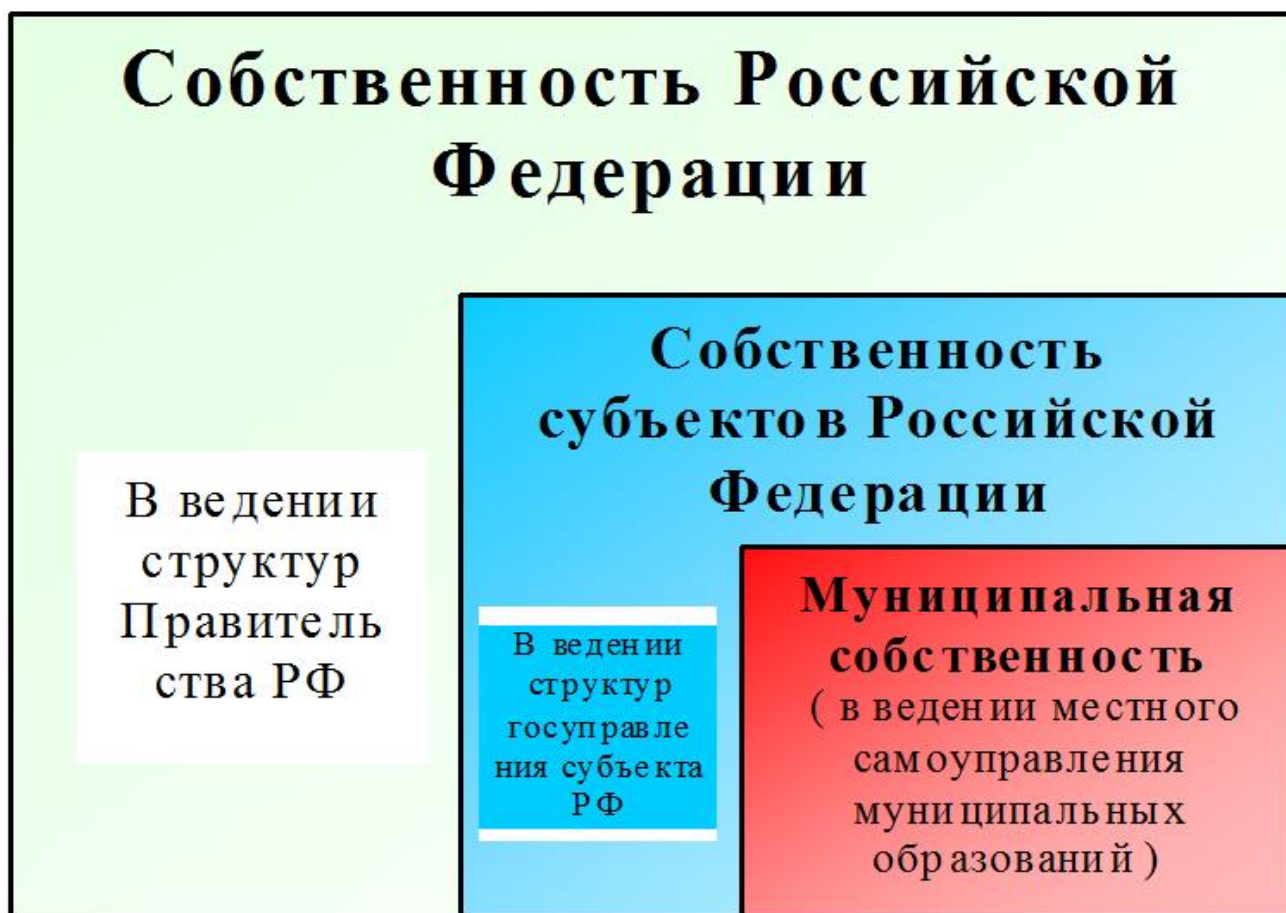 Собственность Российской
Федерации
Собственность
субъектов Российской
Федерации
В ведении
структур
Правитель
ства РФ
В ведении
структур
госуправле
ния субъекта
РФ
Муниципальная
собственность
( в ведении местного
самоуправления
муниципальных
образований )